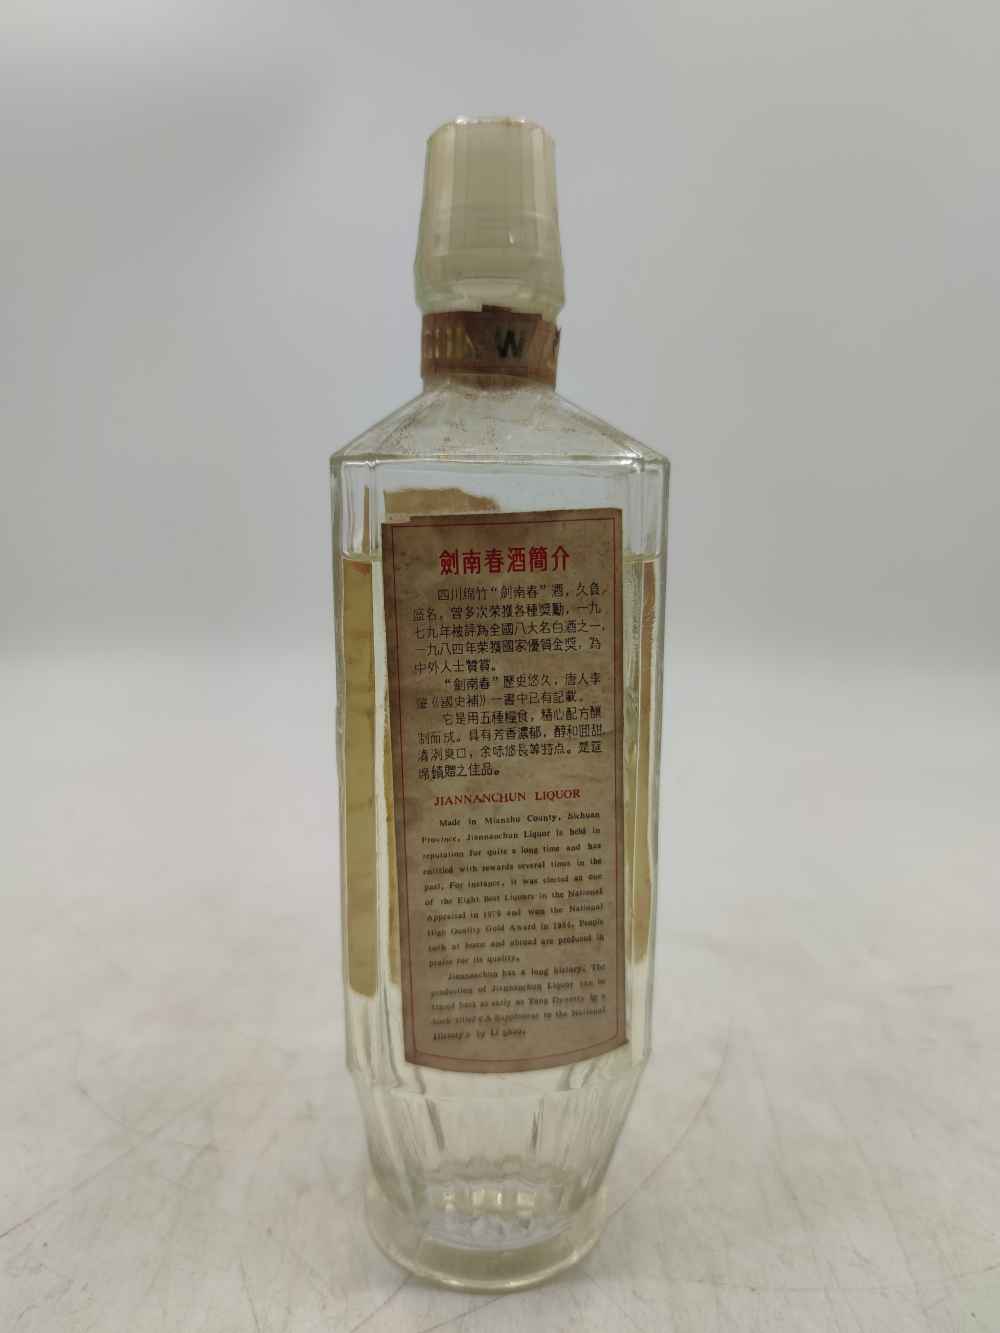 W
劍南春酒簡介
四川绵竹“劍南春”酒，久負
盛名，曾多次荣獲各種獎勵，一九
七九年被評為全國八大名白酒之一，
一九八四年荣獲國家優質金獎，為
中外人士贊賞。
“劍南春”歷史悠久，唐人李
肇《國史補》一書中已有記載。
它是用五種糧食，精心配方釀
制而成。具有芳香濃郁，醇和回甜，
清洌爽口，余味悠長等特点。是筵
席饋贈之佳品。
JIANNANCHUN LIQUOR
Made in Mianzhu County, Sichuan
Province, Jiannanchun Liquor is held in
reputation for quite a long time and has
entitled with rewards several times in the
past. For instance, it was elected as one
of the Eight Best Liquors in the National
Appraisal in 1979 and won the National
High Quality Gold Award in 1984. People
both at home and abroad are profused in
praise for its quality.
Jiannanchun has a long history. The
production of Jiannanchun Liquor can be
traced back as early as Tang Dynasty in a
book titled «A Supplement to the National
History» by Li Zhao.